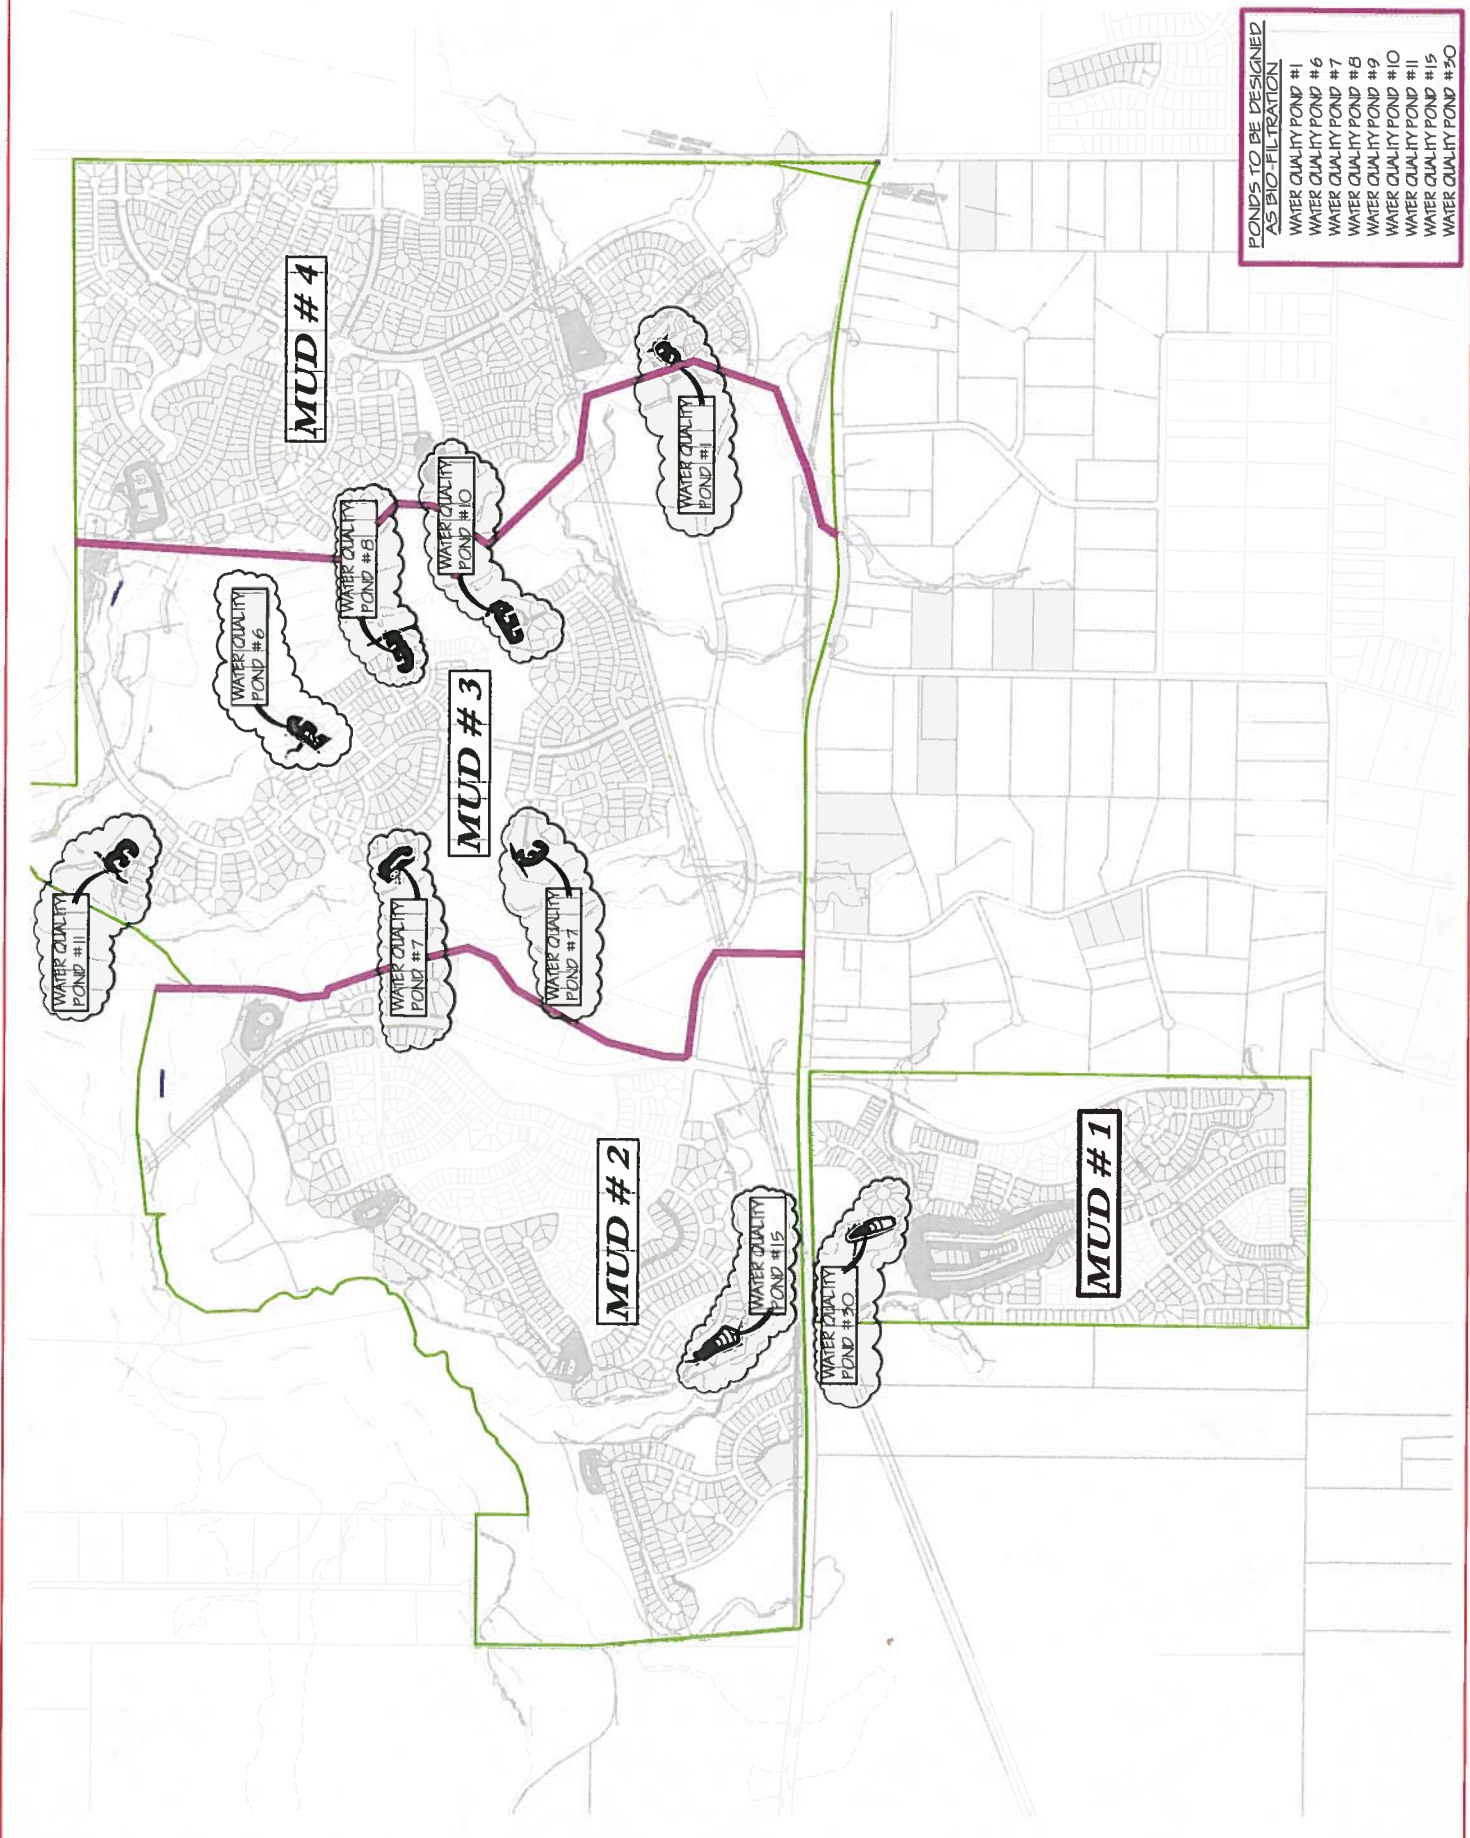 PONDS TO BE DESIGNED
AS BIO-FILTRATION
WATER QUALITY POND #1
WATER QUALITY POND #6
WATER QUALITY POND #7
WATER QUALITY POND #8
WATER QUALITY POND #9
WATER QUALITY POND #10
WATER QUALITY POND #11
WATER QUALITY POND #15
WATER QUALITY POND #30
MUD # 4
WATER QUALITY
POND #1
WATER QUALITY
POND #10
WATER QUALITY
POND #8
WATER QUALITY
POND #6
MUD # 3
WATER QUALITY
POND #11
WATER QUALITY
POND #7
WATER QUALITY
POND #7
MUD # 2
WATER QUALITY
POND #15
WATER QUALITY
POND #30
MUD # 1